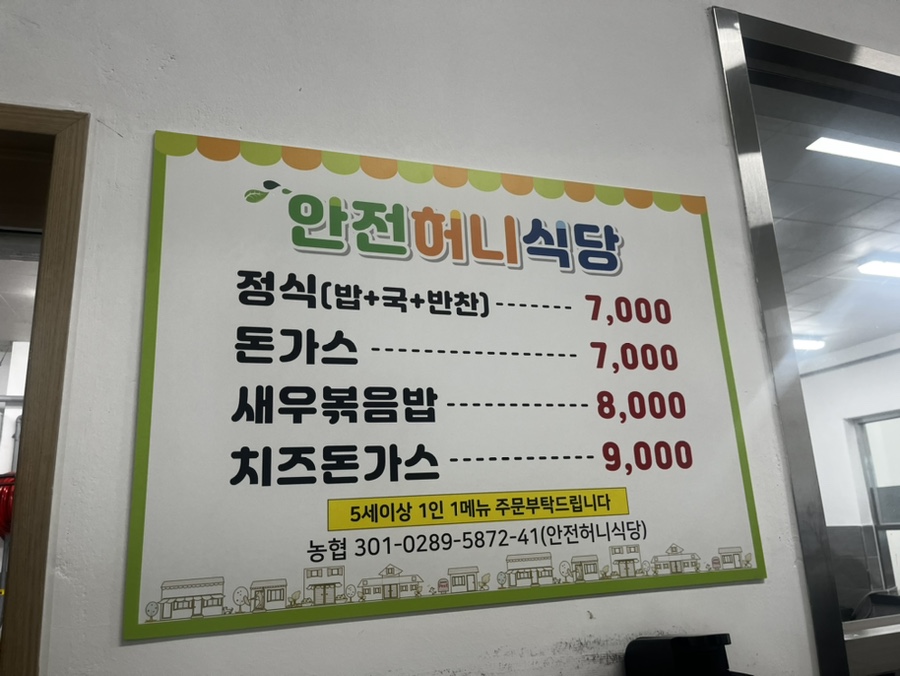 안전허니식당
정식(밥+국+반찬)-------7,000
돈가스------------------7,000
새우볶음밥------------8,000
치즈돈가스------------9,000
5세이상 1인 1메뉴 주문부탁드립니다
농협 301-0289-5872-41(안전허니식당)